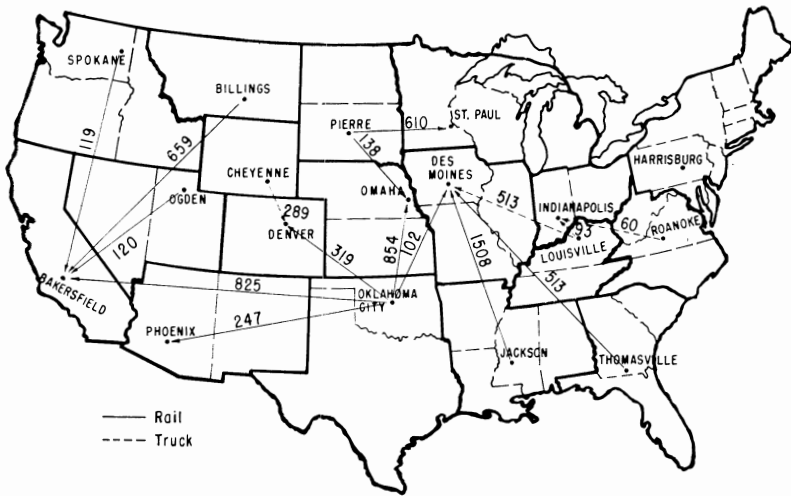 SPOKANE
BILLINGS
119
659
PIERRE
610
ST. PAUL
138
CHEYENNE
DES
MOINES
OMAHA
HARRISBURG
OGDEN
INDIANAPOLIS
513
289
DENVER
93
60
ROANOKE
120
LOUISVILLE
319
854
102
1508
513
BAKERSFIELD
825
OKLAHOMA
CITY
247
PHOENIX
JACKSON
THOMASVILLE
Rail
Truck